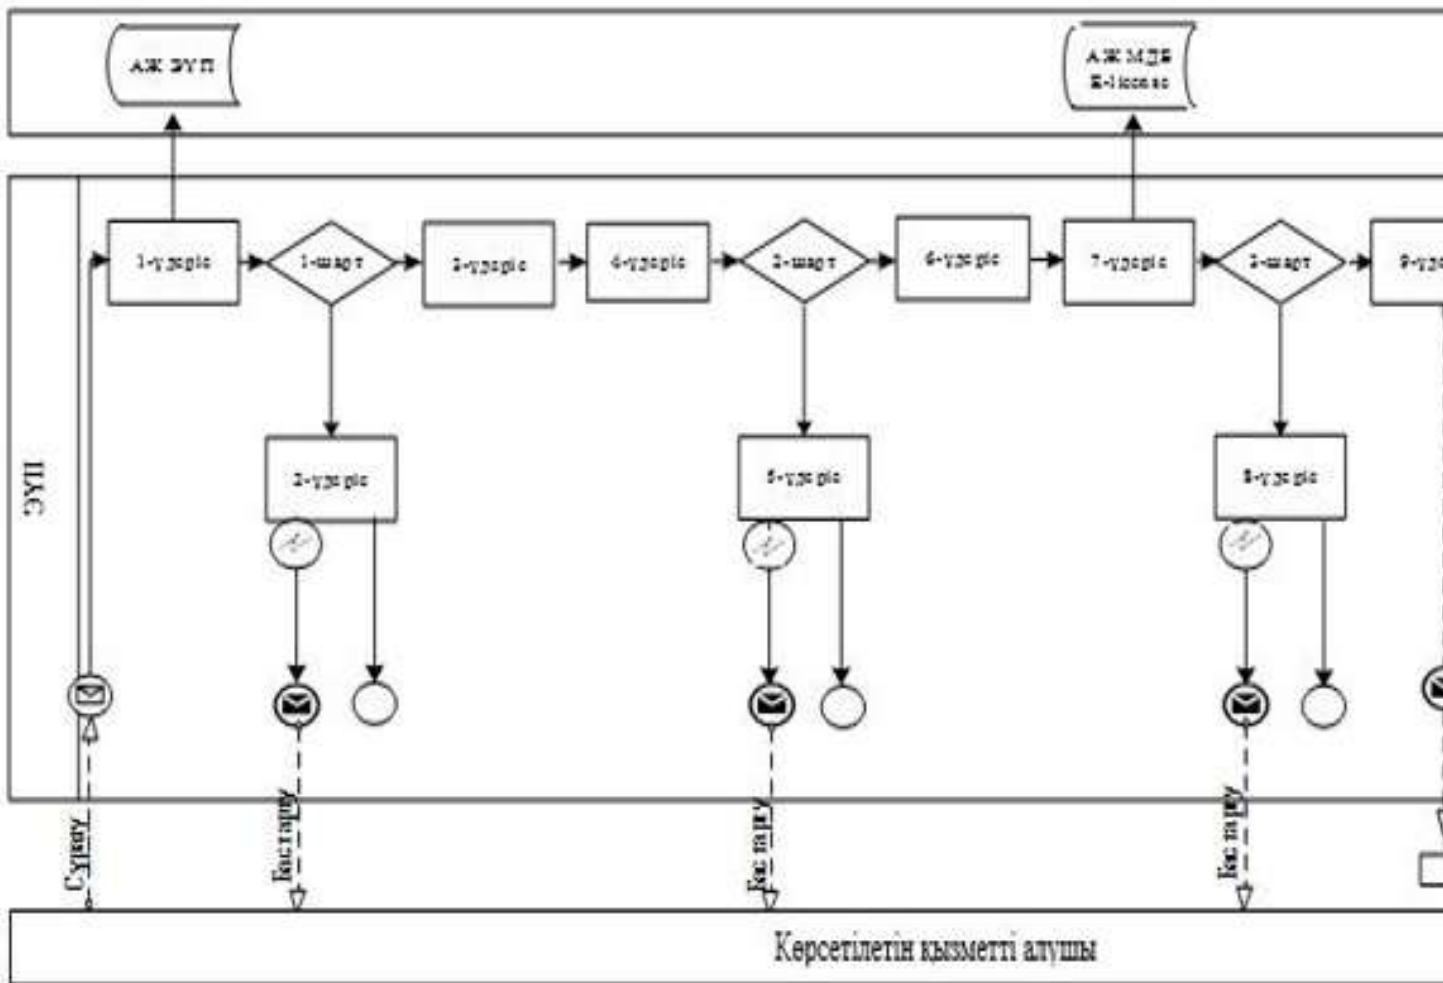 АЖ ЭҮП
АЖ МДБ
E-license
1-үдеріс
1-шарт
3-үдеріс
4-үдеріс
2-шарт
6-үдеріс
7-үдеріс
3-шарт
9-үде
2-үдеріс
5-үдеріс
8-үдеріс
ЭҮП
Сұрау
Бас тарту
Бас тарту
Бас тарту
Көрсетілетін қызметті алушы